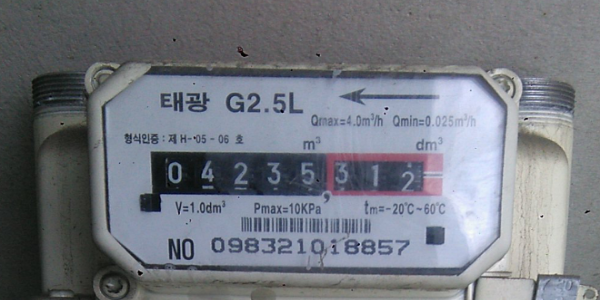 태광 G2.5L
Qmax=4.0m³/h Qmin=0.025m³/h
형식인증 : 제 H-05-06 호
m³ dm³
04235,312
V=1.0dm³ Pmax=10KPa tm=-20℃~60℃
NO 098321018857